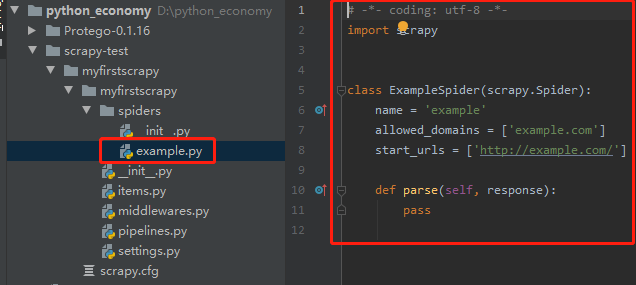 python_economy D:\python_economy
Protego-0.1.16
scrapy-test
myfirstscrapy
myfirstscrapy
spiders
__init__.py
example.py
__init__.py
items.py
middlewares.py
pipelines.py
settings.py
scrapy.cfg
1 # -*- coding: utf-8 -*-
2 import scrapy
3
4
5 class ExampleSpider(scrapy.Spider):
6 name = 'example'
7 allowed_domains = ['example.com']
8 start_urls = ['http://example.com/']
9
10 def parse(self, response):
11 pass
12